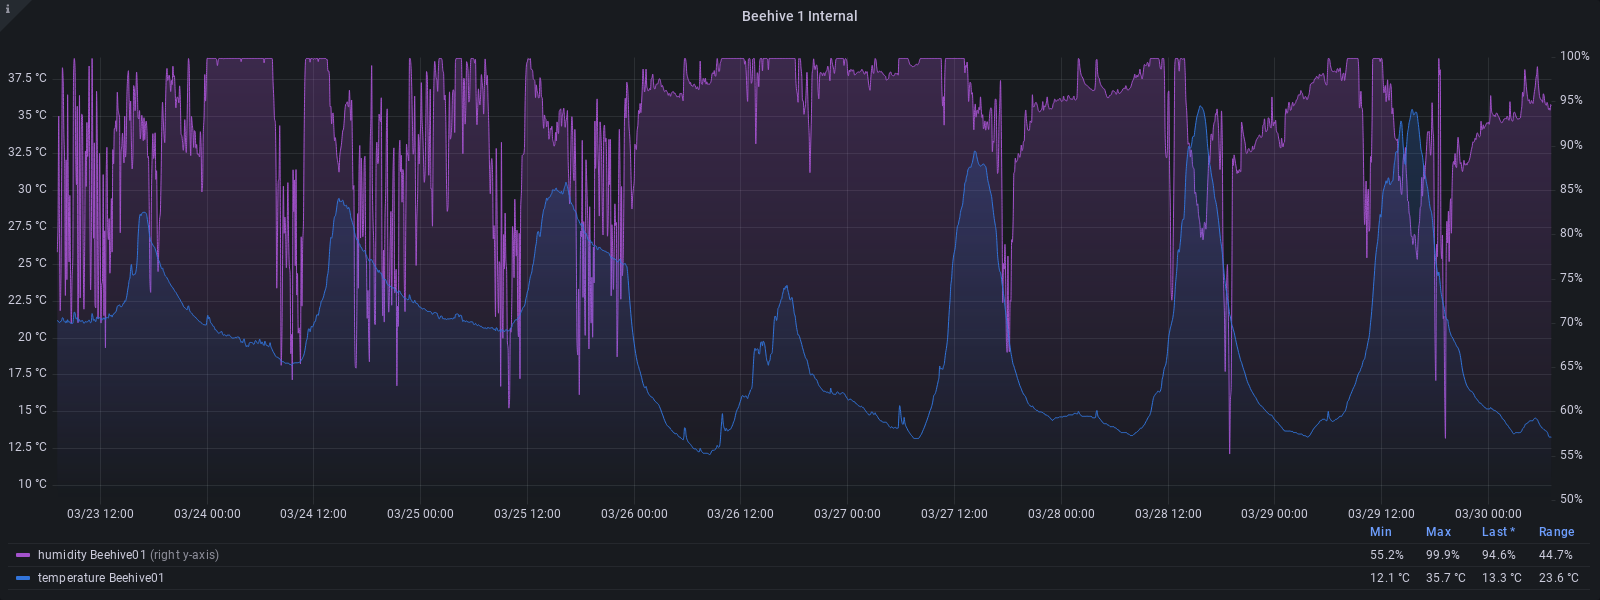 i
Beehive 1 Internal
37.5 °C
35 °C
32.5 °C
30 °C
27.5 °C
25 °C
22.5 °C
20 °C
17.5 °C
15 °C
12.5 °C
10 °C
100%
95%
90%
85%
80%
75%
70%
65%
60%
55%
50%
03/23 12:00 03/24 00:00 03/24 12:00 03/25 00:00 03/25 12:00 03/26 00:00 03/26 12:00 03/27 00:00 03/27 12:00 03/28 00:00 03/28 12:00 03/29 00:00 03/29 12:00 03/30 00:00
Min Max Last * Range
humidity Beehive01 (right y-axis) 55.2% 99.9% 94.6% 44.7%
temperature Beehive01 12.1 °C 35.7 °C 13.3 °C 23.6 °C